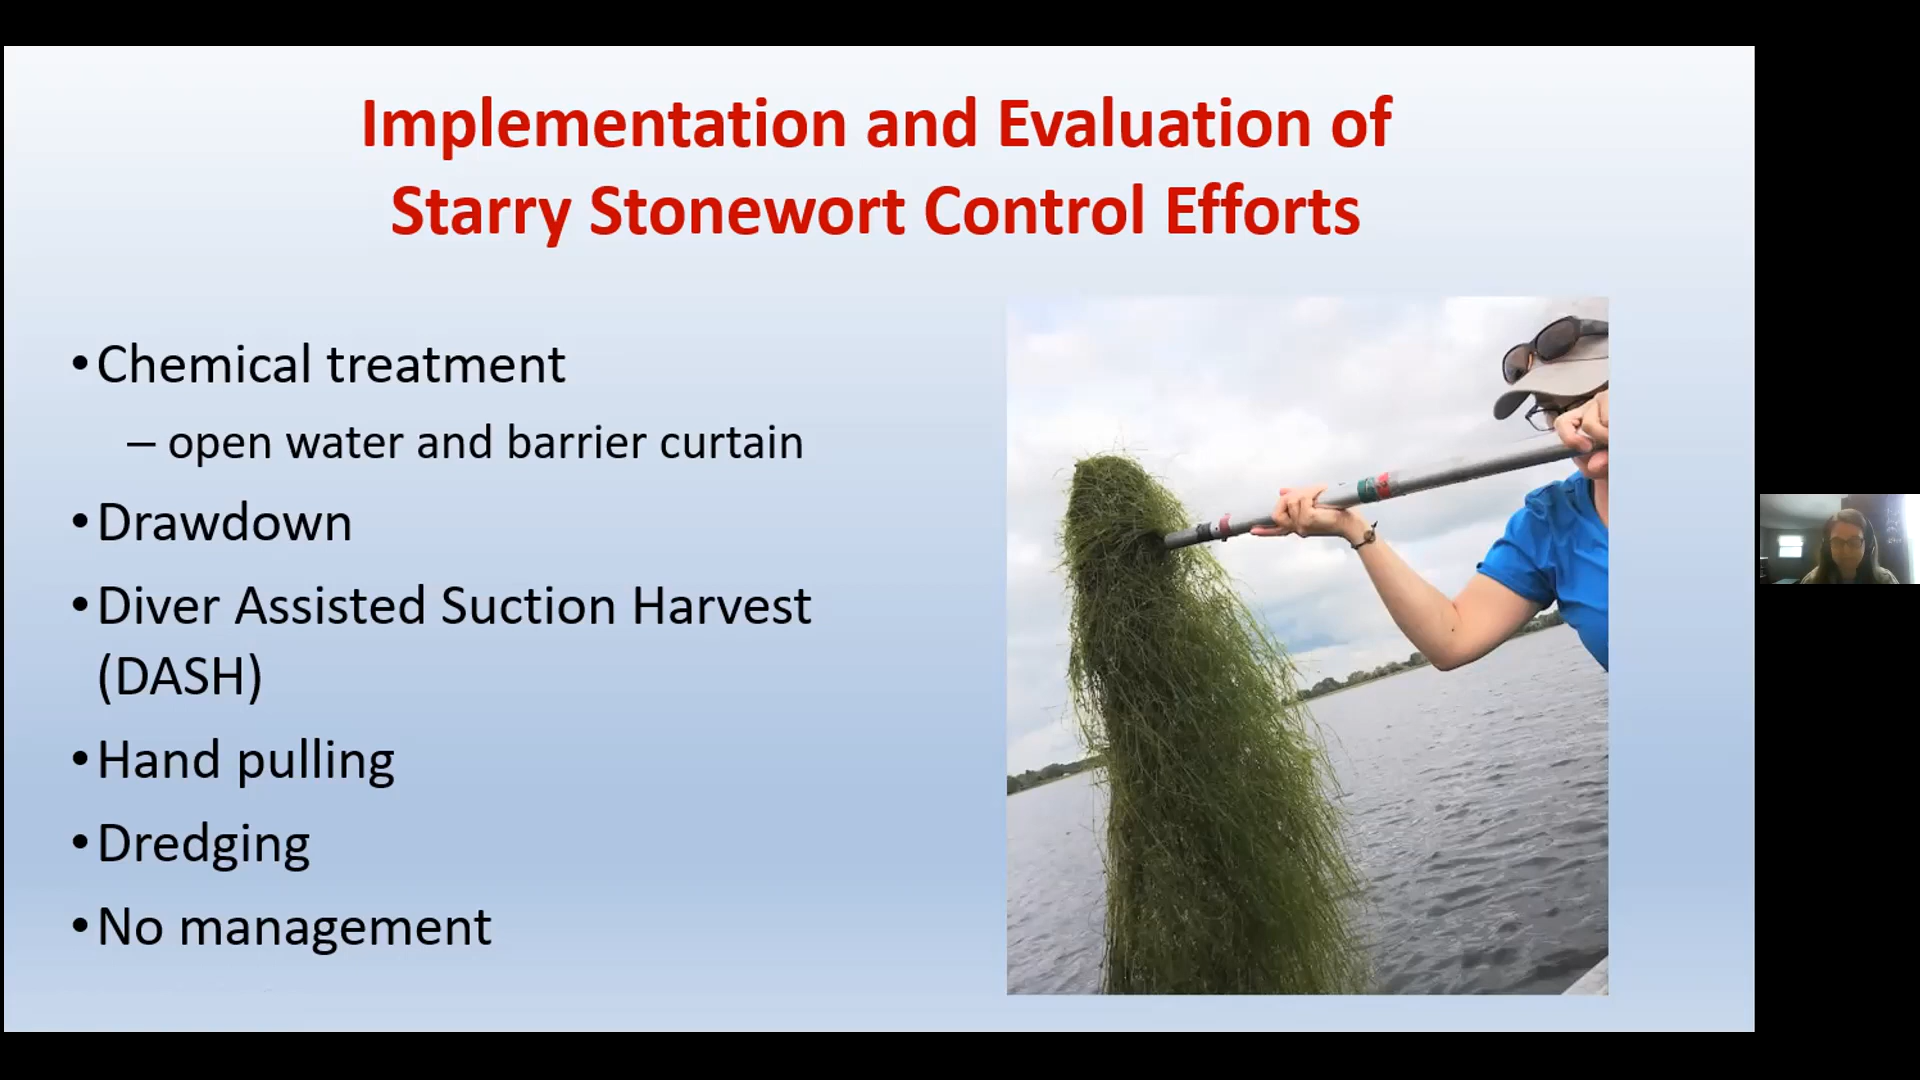 Implementation and Evaluation of
Starry Stonewort Control Efforts
• Chemical treatment
– open water and barrier curtain
• Drawdown
• Diver Assisted Suction Harvest
(DASH)
• Hand pulling
• Dredging
• No management